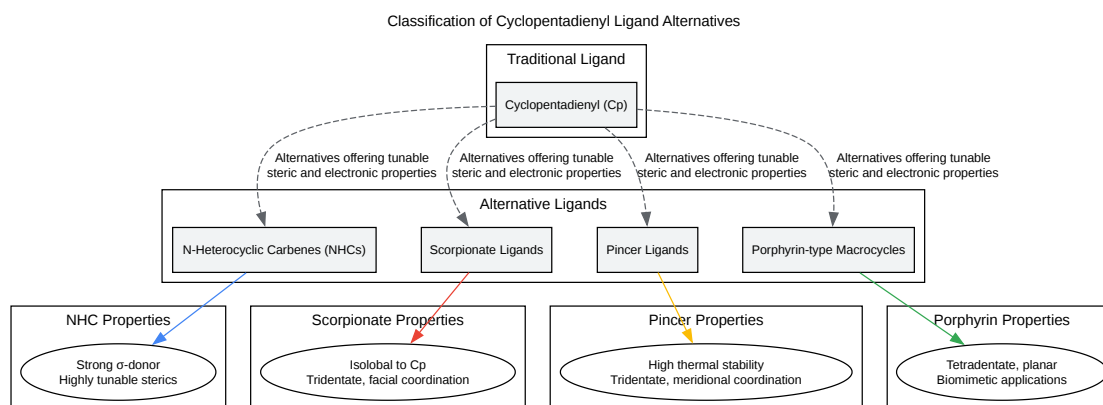 Classification of Cyclopentadienyl Ligand Alternatives
Traditional Ligand
Cyclopentadienyl (Cp)
Alternatives offering tunable
steric and electronic properties
Alternatives offering tunable
steric and electronic properties
Alternatives offering tunable
steric and electronic properties
Alternatives offering tunable
steric and electronic properties
Alternative Ligands
N-Heterocyclic Carbenes (NHCs)
Scorpionate Ligands
Pincer Ligands
Porphyrin-type Macrocycles
NHC Properties
Strong σ-donor
Highly tunable sterics
Scorpionate Properties
Isolobal to Cp
Tridentate, facial coordination
Pincer Properties
High thermal stability
Tridentate, meridional coordination
Porphyrin Properties
Tetradentate, planar
Biomimetic applications